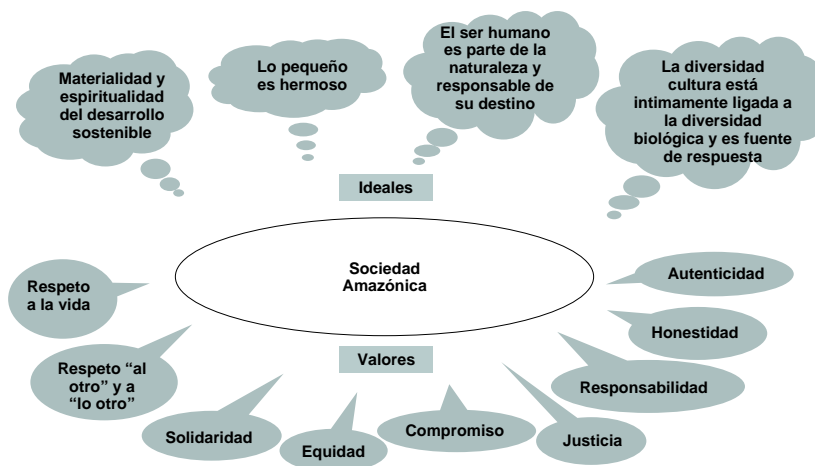 Materialidad y
espiritualidad
del desarrollo
sostenible
Lo pequeño
es hermoso
El ser humano
es parte de la
naturaleza y
responsable de
su destino
La diversidad
cultura está
intimamente ligada a
la diversidad
biológica y es fuente
de respuesta
Ideales
Sociedad
Amazónica
Valores
Respeto
a la vida
Respeto “al
otro” y a
“lo otro”
Solidaridad
Equidad
Compromiso
Justicia
Responsabilidad
Honestidad
Autenticidad